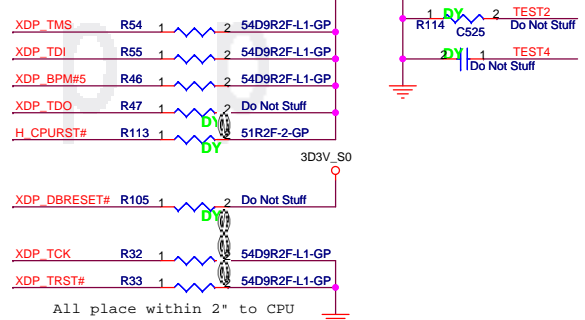 XDP_TMS R54 1 2 54D9R2F-L1-GP
XDP_TDI R55 1 2 54D9R2F-L1-GP
XDP_BPM#5 R46 1 2 54D9R2F-L1-GP
XDP_TDO R47 1 2 Do Not Stuff
DY
H_CPURST# R113 1 2 51R2F-2-GP
DY
3D3V_S0
XDP_DBRESET# R105 1 2 Do Not Stuff
DY
XDP_TCK R32 1 2 54D9R2F-L1-GP
XDP_TRST# R33 1 2 54D9R2F-L1-GP
All place within 2" to CPU
1 DY 2 TEST2
R114 C525 Do Not Stuff
2 DY 1 TEST4
Do Not Stuff